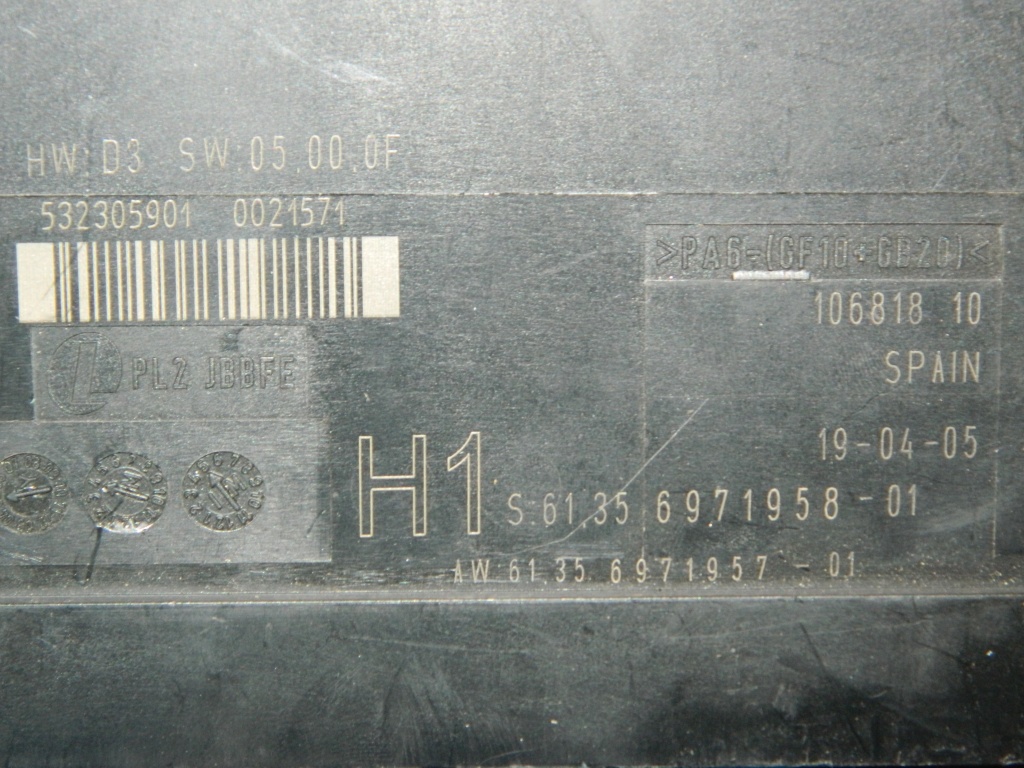 HW: D3 SW:05.00.0F
532305901 0021571
>PA6-(GF10+GB20)<
106818.10
PL2 JBBFE
SPAIN
19-04-05
H1 S:61.35 6971958-01
AW 61.35 6971957-01